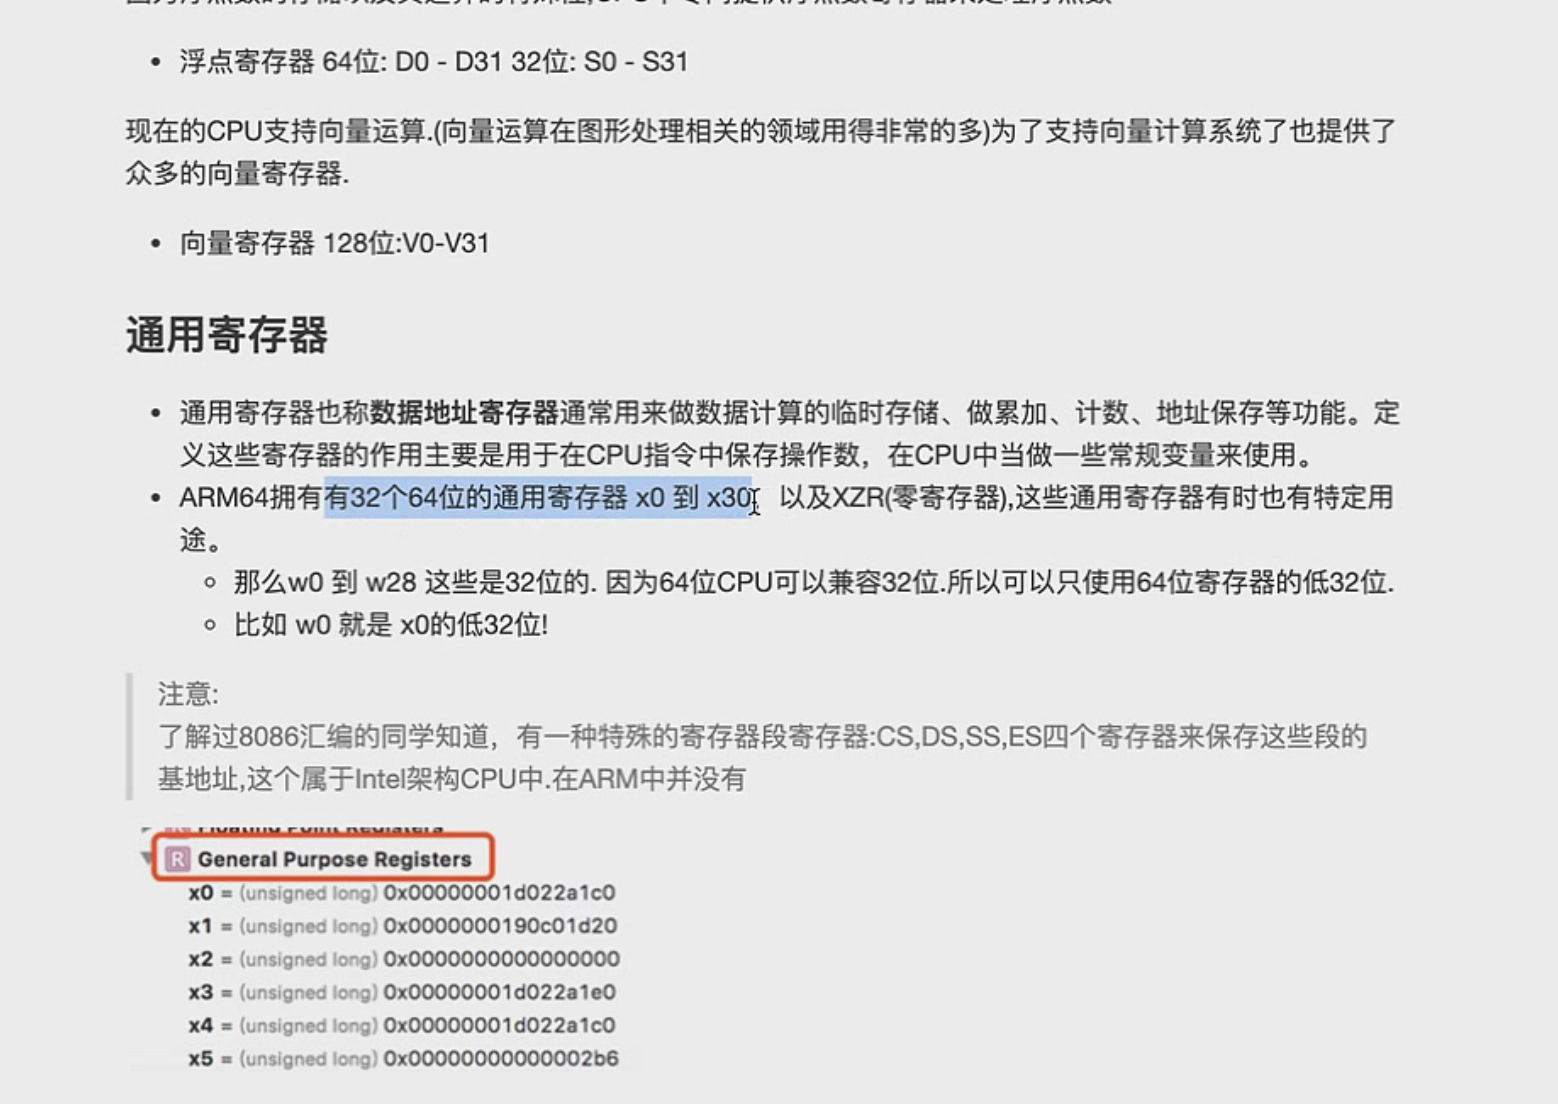 浮点寄存器 64位: D0 - D31 32位: S0 - S31
现在的CPU支持向量运算.(向量运算在图形处理相关的领域用得非常的多)为了支持向量计算系统了也提供了
众多的向量寄存器.
向量寄存器 128位:V0-V31
通用寄存器
通用寄存器也称数据地址寄存器通常用来做数据计算的临时存储、做累加、计数、地址保存等功能。定
义这些寄存器的作用主要是用于在CPU指令中保存操作数，在CPU中当做一些常规变量来使用。
ARM64拥有有32个64位的通用寄存器 x0 到 x30, 以及XZR(零寄存器),这些通用寄存器有时也有特定用
途。
那么w0 到 w28 这些是32位的. 因为64位CPU可以兼容32位.所以可以只使用64位寄存器的低32位.
比如 w0 就是 x0的低32位!
注意:
了解过8086汇编的同学知道，有一种特殊的寄存器段寄存器:CS,DS,SS,ES四个寄存器来保存这些段的
基地址,这个属于Intel架构CPU中.在ARM中并没有
Floating Point Registers
R General Purpose Registers
x0 = (unsigned long) 0x00000001d022a1c0
x1 = (unsigned long) 0x0000000190c01d20
x2 = (unsigned long) 0x0000000000000000
x3 = (unsigned long) 0x00000001d022a1e0
x4 = (unsigned long) 0x00000001d022a1c0
x5 = (unsigned long) 0x00000000000002b6